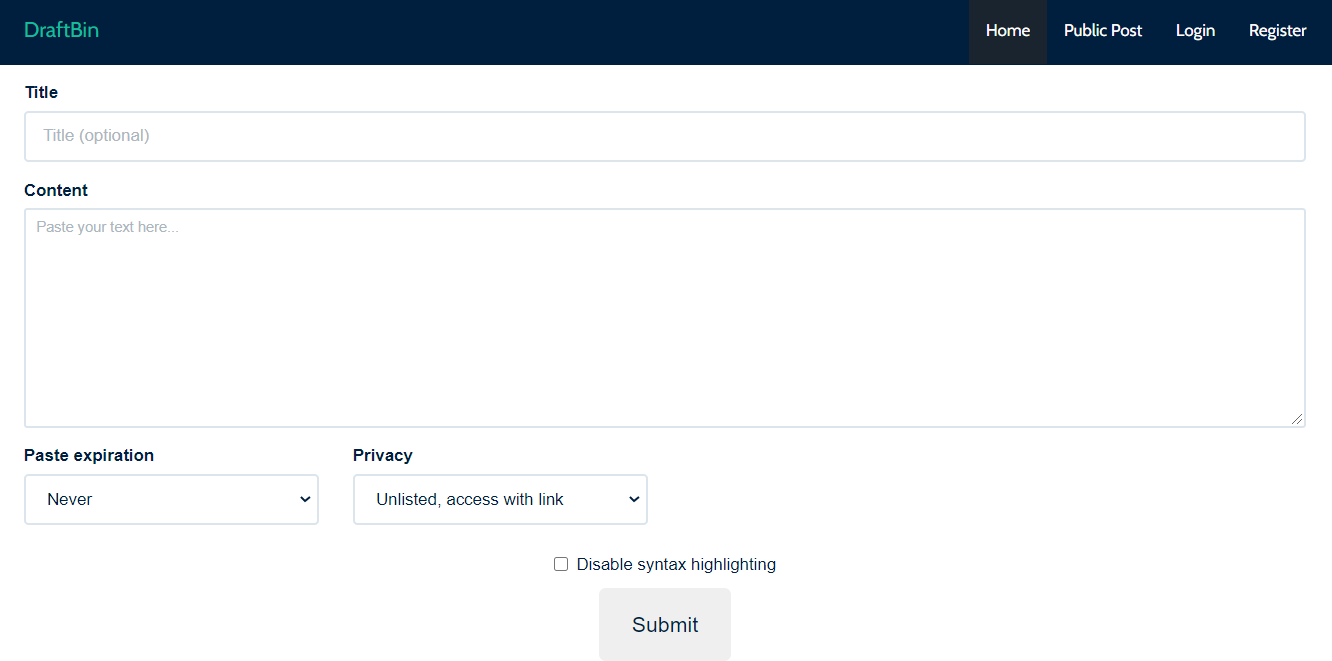 DraftBin Home Public Post Login Register
Title
Title (optional)
Content
Paste your text here...
Paste expiration Privacy
Never Unlisted, access with link
Disable syntax highlighting
Submit